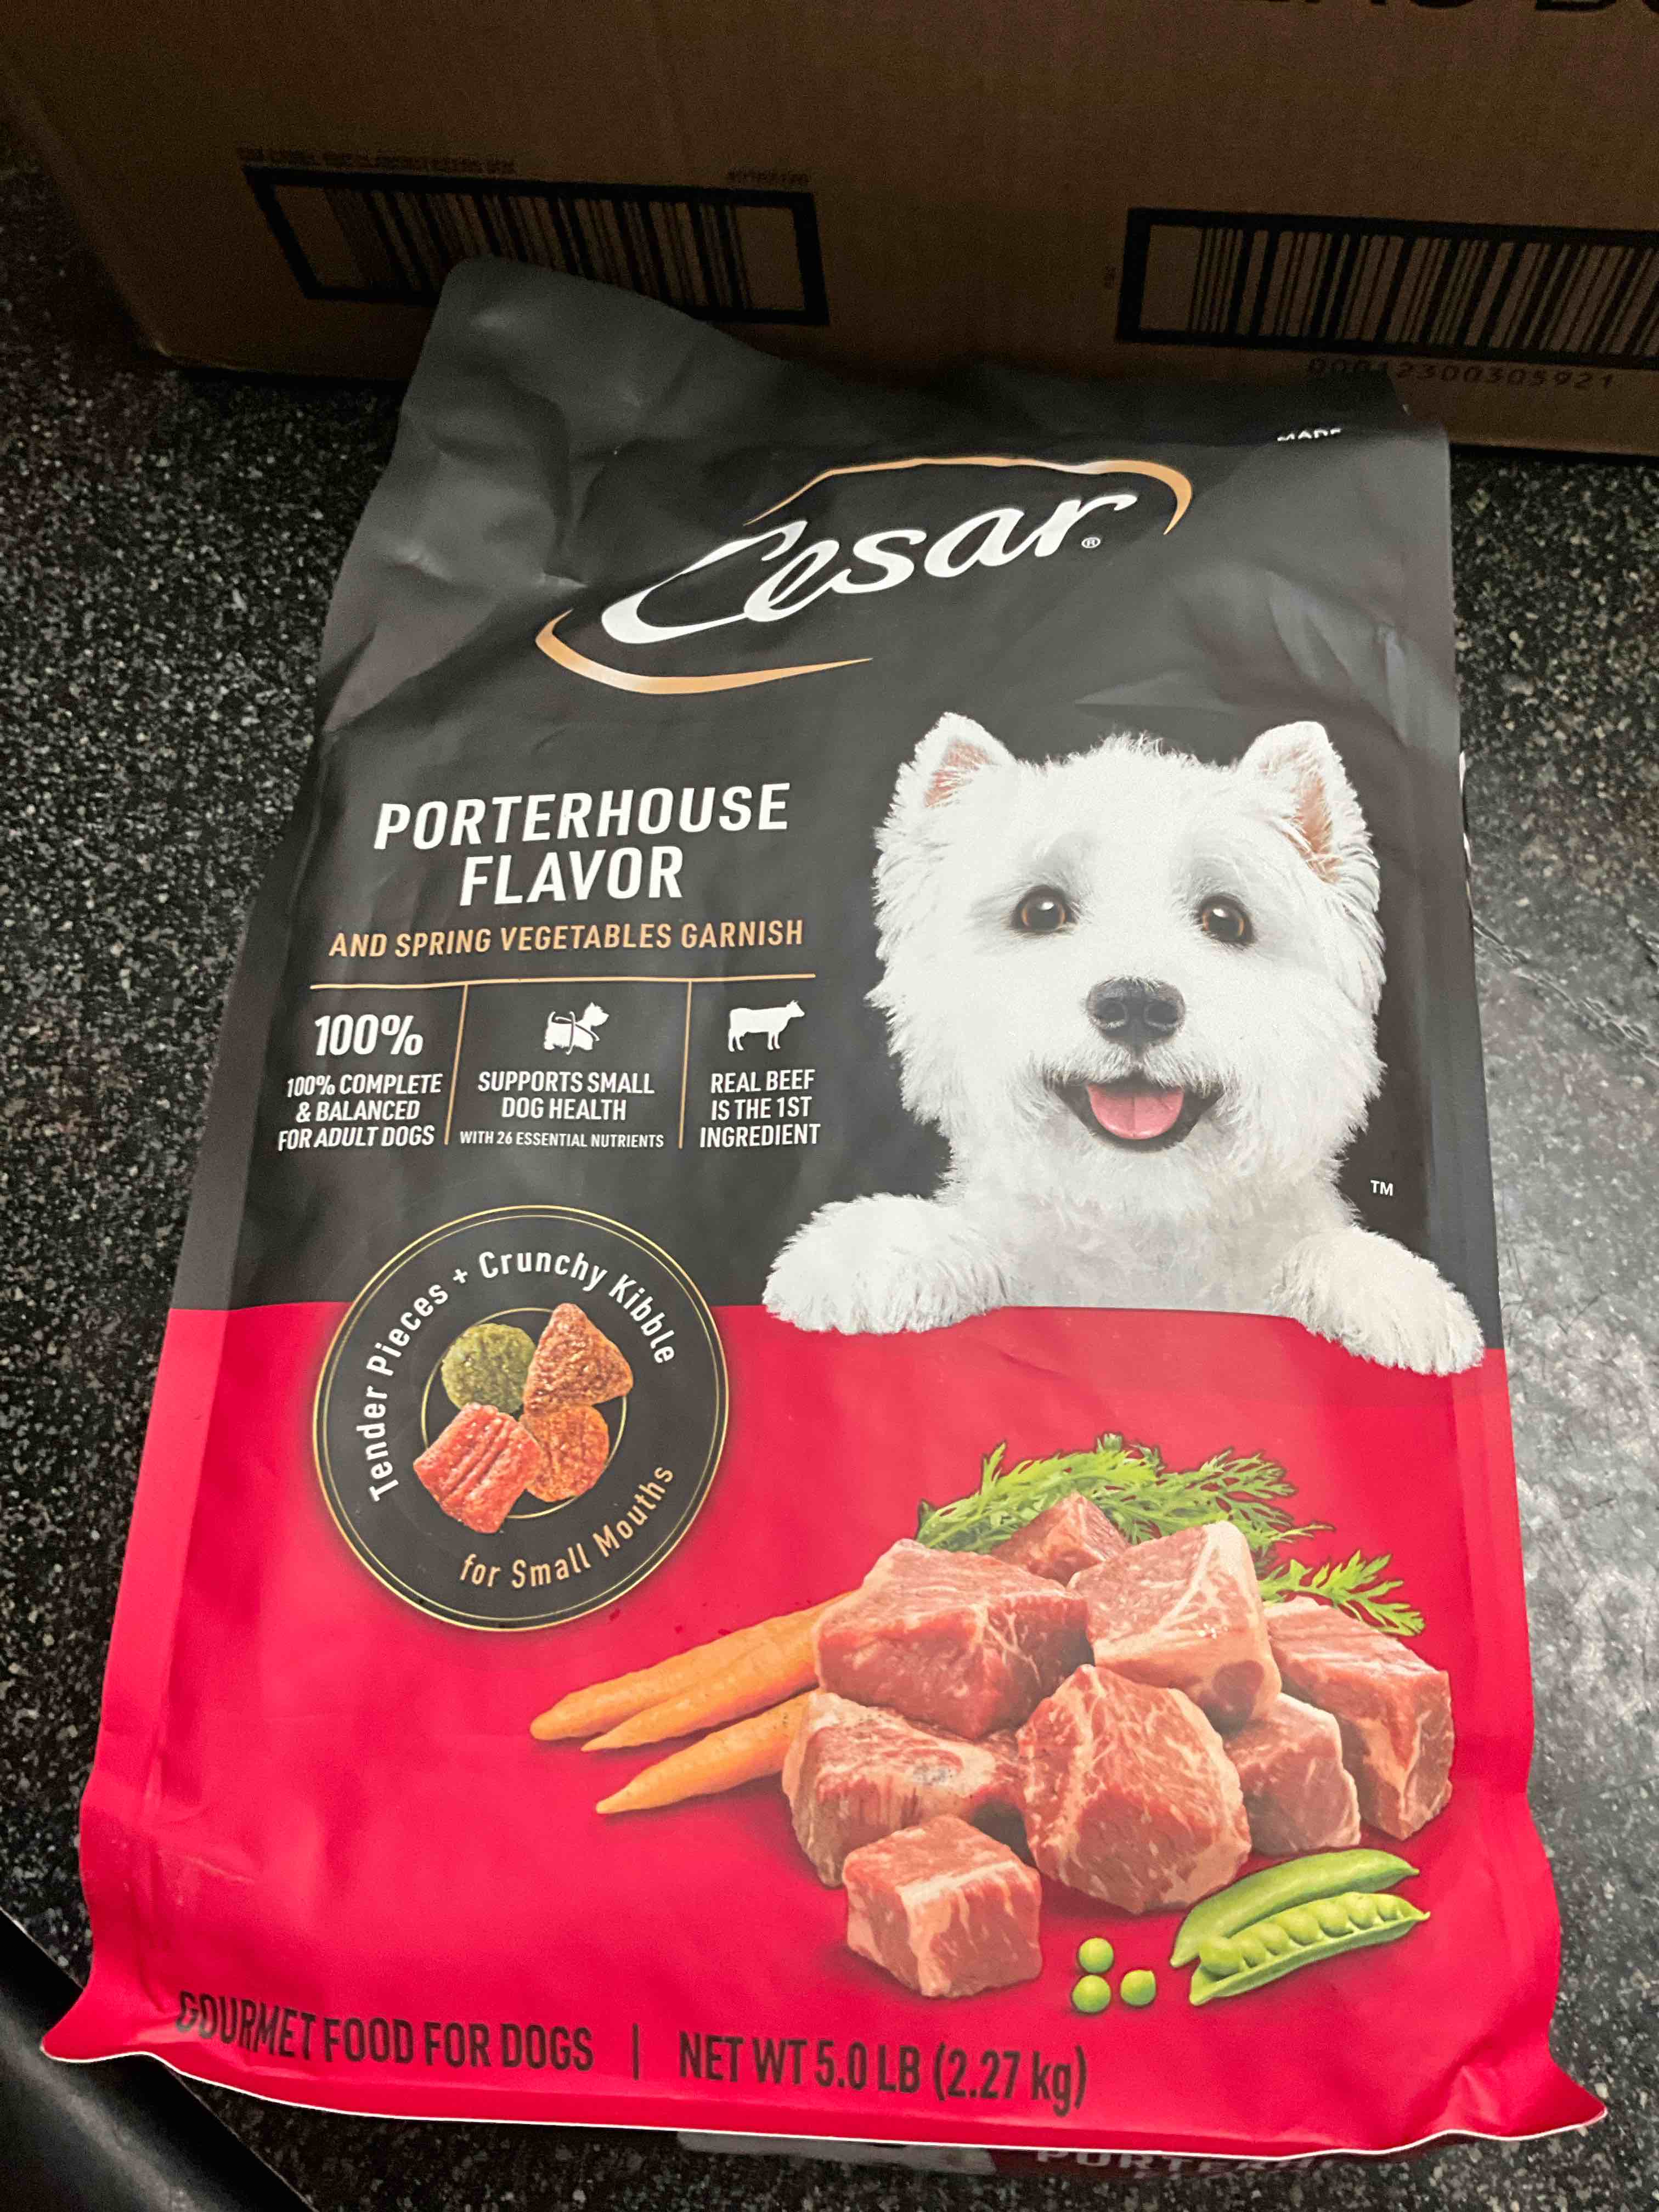 00012300305921
MADE
Cesar®
PORTERHOUSE
FLAVOR
AND SPRING VEGETABLES GARNISH
100%
100% COMPLETE
& BALANCED
FOR ADULT DOGS
SUPPORTS SMALL
DOG HEALTH
WITH 26 ESSENTIAL NUTRIENTS
REAL BEEF
IS THE 1ST
INGREDIENT
TM
Tender Pieces + Crunchy Kibble
for Small Mouths
GOURMET FOOD FOR DOGS | NET WT 5.0 LB (2.27 kg)